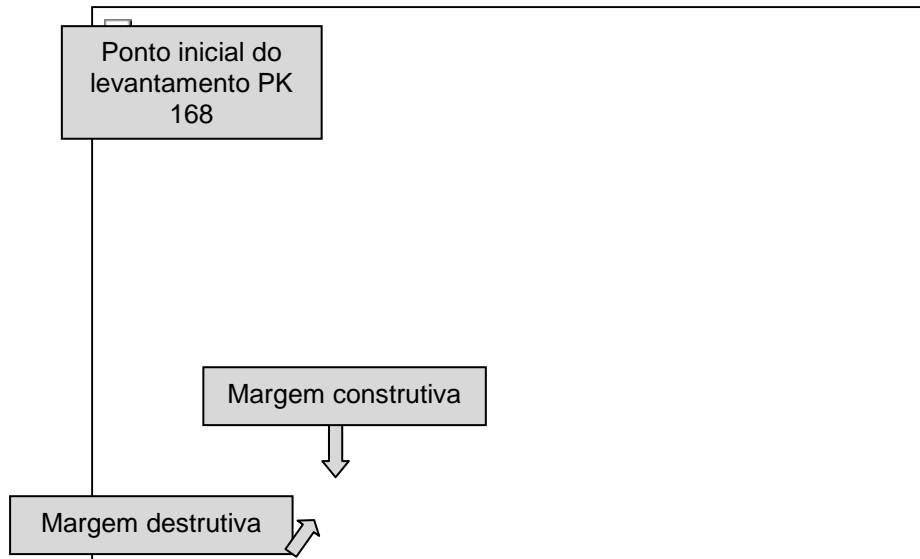 Ponto inicial do
levantamento PK
168
Margem construtiva
Margem destrutiva